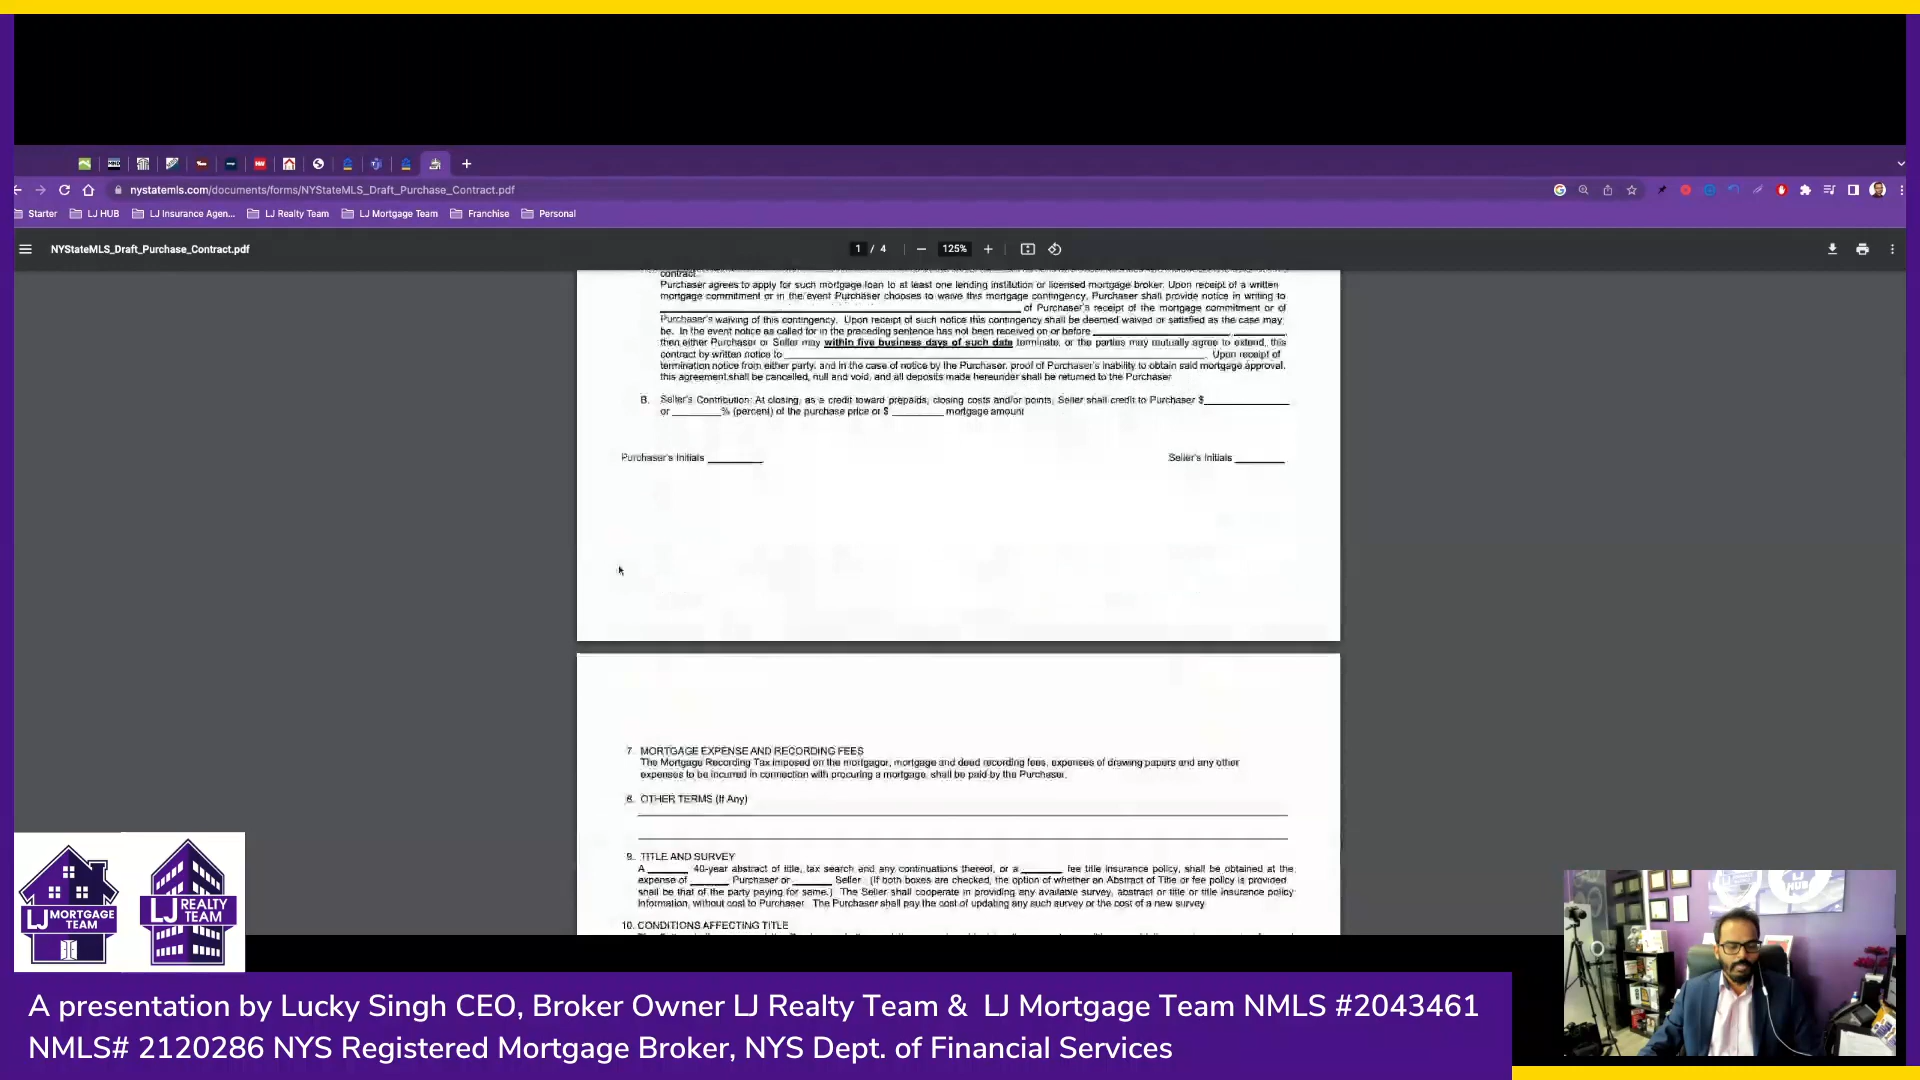 nystatemls.com/documents/forms/NYStateMLS_Draft_Purchase_Contract.pdf
Starter LJ HUB LJ Insurance Agen... LJ Realty Team LJ Mortgage Team Franchise Personal
NYStateMLS_Draft_Purchase_Contract.pdf 1 / 4 125%
contract.
Purchaser agrees to apply for such mortgage loan to at least one lending institution or licensed mortgage broker. Upon receipt of a written
mortgage commitment or in the event Purchaser chooses to waive this mortgage contingency, Purchaser shall provide notice in writing to
of Purchaser's receipt of the mortgage commitment or of
Purchaser's waiving of this contingency. Upon receipt of such notice this contingency shall be deemed waived or satisfied as the case may
be. In the event notice as called for in the preceding sentence has not been received on or before
then either Purchaser or Seller may within five business days of such date terminate, or the parties may mutually agree to extend, this
contract by written notice to . Upon receipt of
termination notice from either party, and in the case of notice by the Purchaser, proof of Purchaser's inability to obtain said mortgage approval,
this agreement shall be cancelled, null and void, and all deposits made hereunder shall be returned to the Purchaser
B. Seller's Contribution: At closing, as a credit toward prepaids, closing costs and/or points, Seller shall credit to Purchaser $
or % (percent) of the purchase price or $ mortgage amount
Purchaser's Initials Seller's Initials
7. MORTGAGE EXPENSE AND RECORDING FEES
The Mortgage Recording Tax imposed on the mortgagor, mortgage and deed recording fees, expenses of drawing papers and any other
expenses to be incurred in connection with procuring a mortgage, shall be paid by the Purchaser.
8. OTHER TERMS (If Any)
9. TITLE AND SURVEY
A 40-year abstract of title, tax search and any continuations thereof, or a fee title insurance policy, shall be obtained at the
expense of Purchaser or Seller (If both boxes are checked, the option of whether an Abstract of Title or fee policy is provided
shall be that of the party paying for same.) The Seller shall cooperate in providing any available survey, abstract or title or title insurance policy
information, without cost to Purchaser. The Purchaser shall pay the cost of updating any such survey or the cost of a new survey
10. CONDITIONS AFFECTING TITLE
LJ MORTGAGE TEAM
LJ REALTY TEAM
A presentation by Lucky Singh CEO, Broker Owner LJ Realty Team & LJ Mortgage Team NMLS #2043461
NMLS# 2120286 NYS Registered Mortgage Broker, NYS Dept. of Financial Services